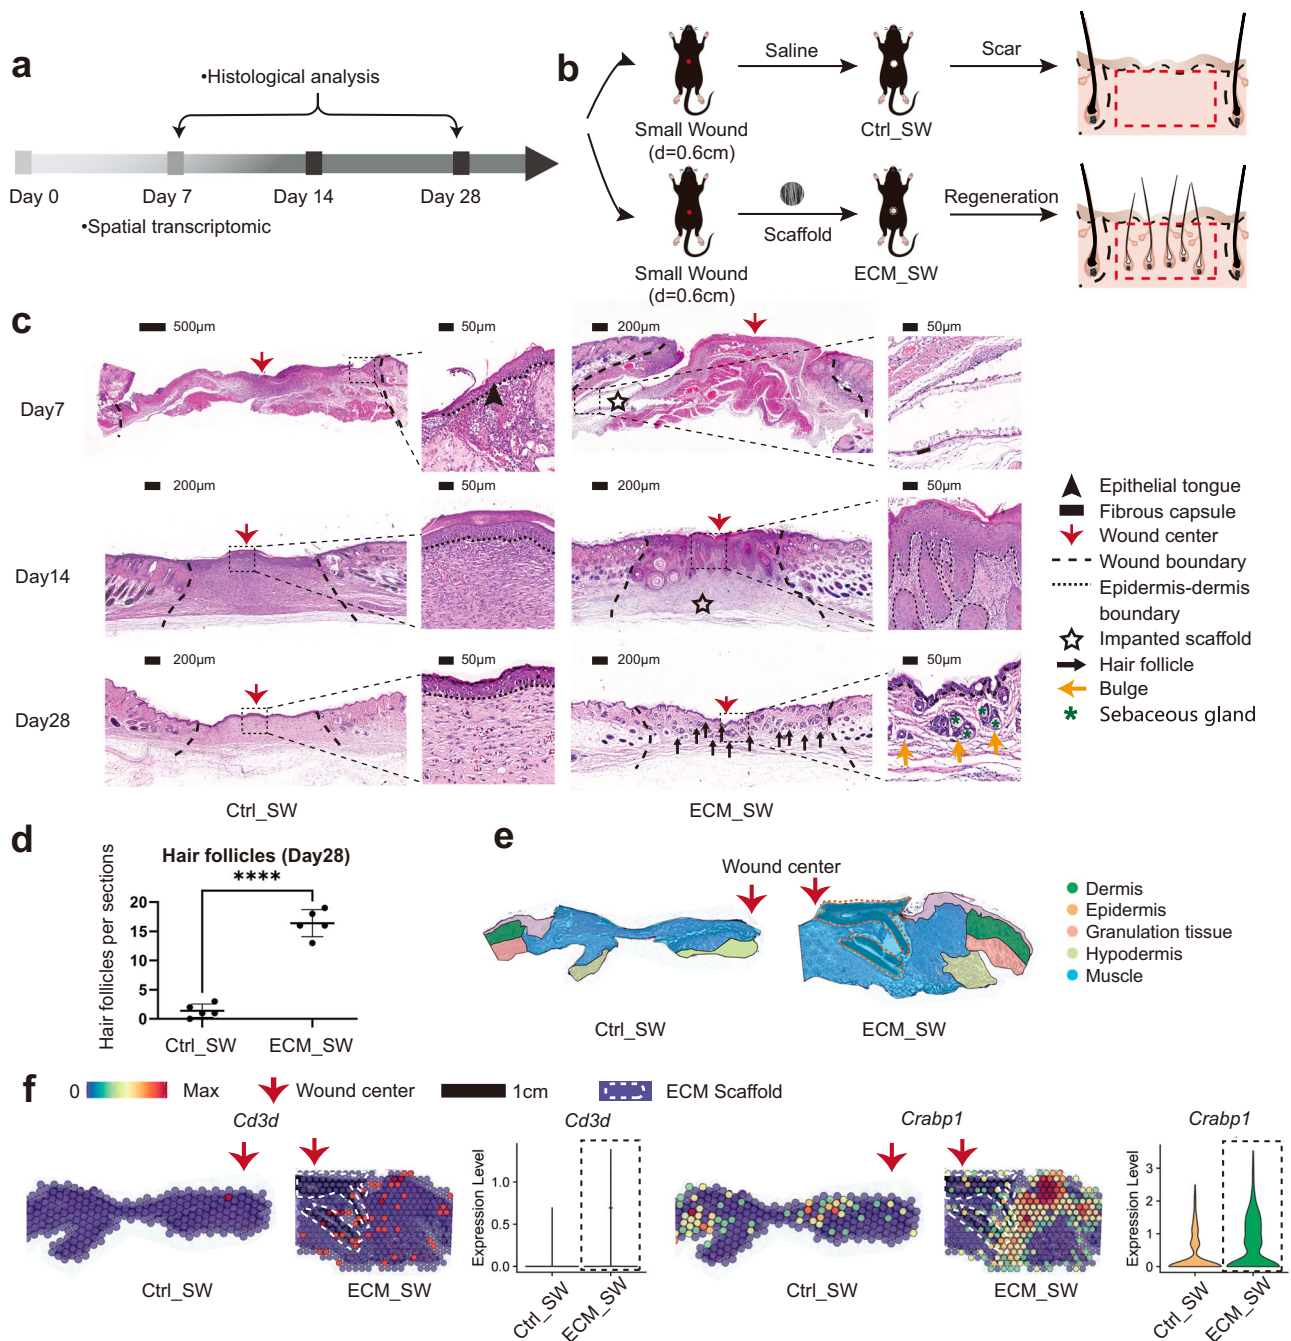 a
•Histological analysis
Day 0
Day 7
Day 14
Day 28
•Spatial transcriptomic
b
Small Wound
(d=0.6cm)
Saline
Ctrl_SW
Scar
Small Wound
(d=0.6cm)
Scaffold
ECM_SW
Regeneration
c
500µm
50µm
200µm
50µm
Day7
200µm
50µm
200µm
50µm
Day14
200µm
50µm
200µm
50µm
Day28
Ctrl_SW
ECM_SW
Epithelial tongue
Fibrous capsule
Wound center
Wound boundary
Epidermis-dermis
boundary
Impanted scaffold
Hair follicle
Bulge
Sebaceous gland
d
Hair follicles (Day28)
****
Hair follicles per sections
20
15
10
5
0
Ctrl_SW
ECM_SW
e
Wound center
Ctrl_SW
ECM_SW
Dermis
Epidermis
Granulation tissue
Hypodermis
Muscle
f
0
Max
Wound center
1cm
ECM Scaffold
Cd3d
Ctrl_SW
ECM_SW
Cd3d
Expression Level
1.0
0.5
0.0
Ctrl_SW
ECM_SW
Crabp1
Ctrl_SW
ECM_SW
Crabp1
Expression Level
3
2
1
0
Ctrl_SW
ECM_SW